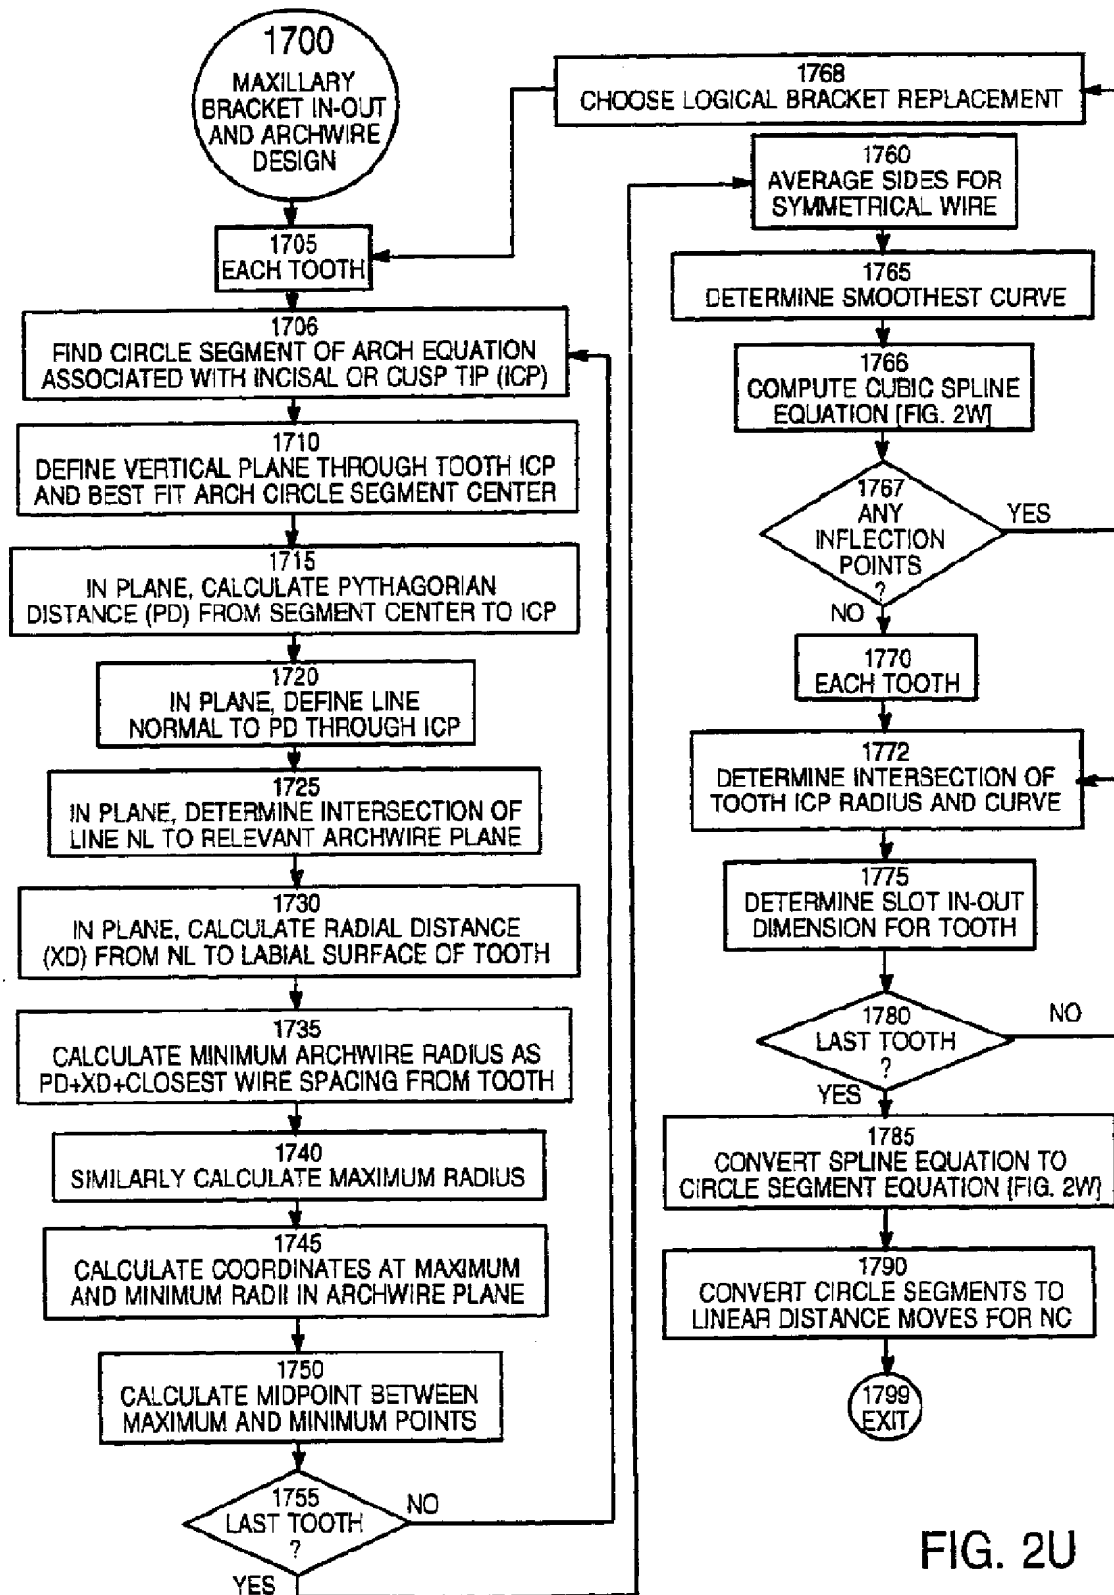 1700
MAXILLARY
BRACKET IN-OUT
AND ARCHWIRE
DESIGN
1705
EACH TOOTH
1706
FIND CIRCLE SEGMENT OF ARCH EQUATION
ASSOCIATED WITH INCISAL OR CUSP TIP (ICP)
1710
DEFINE VERTICAL PLANE THROUGH TOOTH ICP
AND BEST FIT ARCH CIRCLE SEGMENT CENTER
1715
IN PLANE, CALCULATE PYTHAGORIAN
DISTANCE (PD) FROM SEGMENT CENTER TO ICP
1720
IN PLANE, DEFINE LINE
NORMAL TO PD THROUGH ICP
1725
IN PLANE, DETERMINE INTERSECTION OF
LINE NL TO RELEVANT ARCHWIRE PLANE
1730
IN PLANE, CALCULATE RADIAL DISTANCE
(XD) FROM NL TO LABIAL SURFACE OF TOOTH
1735
CALCULATE MINIMUM ARCHWIRE RADIUS AS
PD+XD+CLOSEST WIRE SPACING FROM TOOTH
1740
SIMILARLY CALCULATE MAXIMUM RADIUS
1745
CALCULATE COORDINATES AT MAXIMUM
AND MINIMUM RADII IN ARCHWIRE PLANE
1750
CALCULATE MIDPOINT BETWEEN
MAXIMUM AND MINIMUM POINTS
1755
LAST TOOTH
?
NO
YES
1768
CHOOSE LOGICAL BRACKET REPLACEMENT
1760
AVERAGE SIDES FOR
SYMMETRICAL WIRE
1765
DETERMINE SMOOTHEST CURVE
1766
COMPUTE CUBIC SPLINE
EQUATION [FIG. 2W]
1767
ANY
INFLECTION
POINTS
?
YES
NO
1770
EACH TOOTH
1772
DETERMINE INTERSECTION OF
TOOTH ICP RADIUS AND CURVE
1775
DETERMINE SLOT IN-OUT
DIMENSION FOR TOOTH
1780
LAST TOOTH
?
NO
YES
1785
CONVERT SPLINE EQUATION TO
CIRCLE SEGMENT EQUATION [FIG. 2W]
1790
CONVERT CIRCLE SEGMENTS TO
LINEAR DISTANCE MOVES FOR NC
1799
EXIT
FIG. 2U